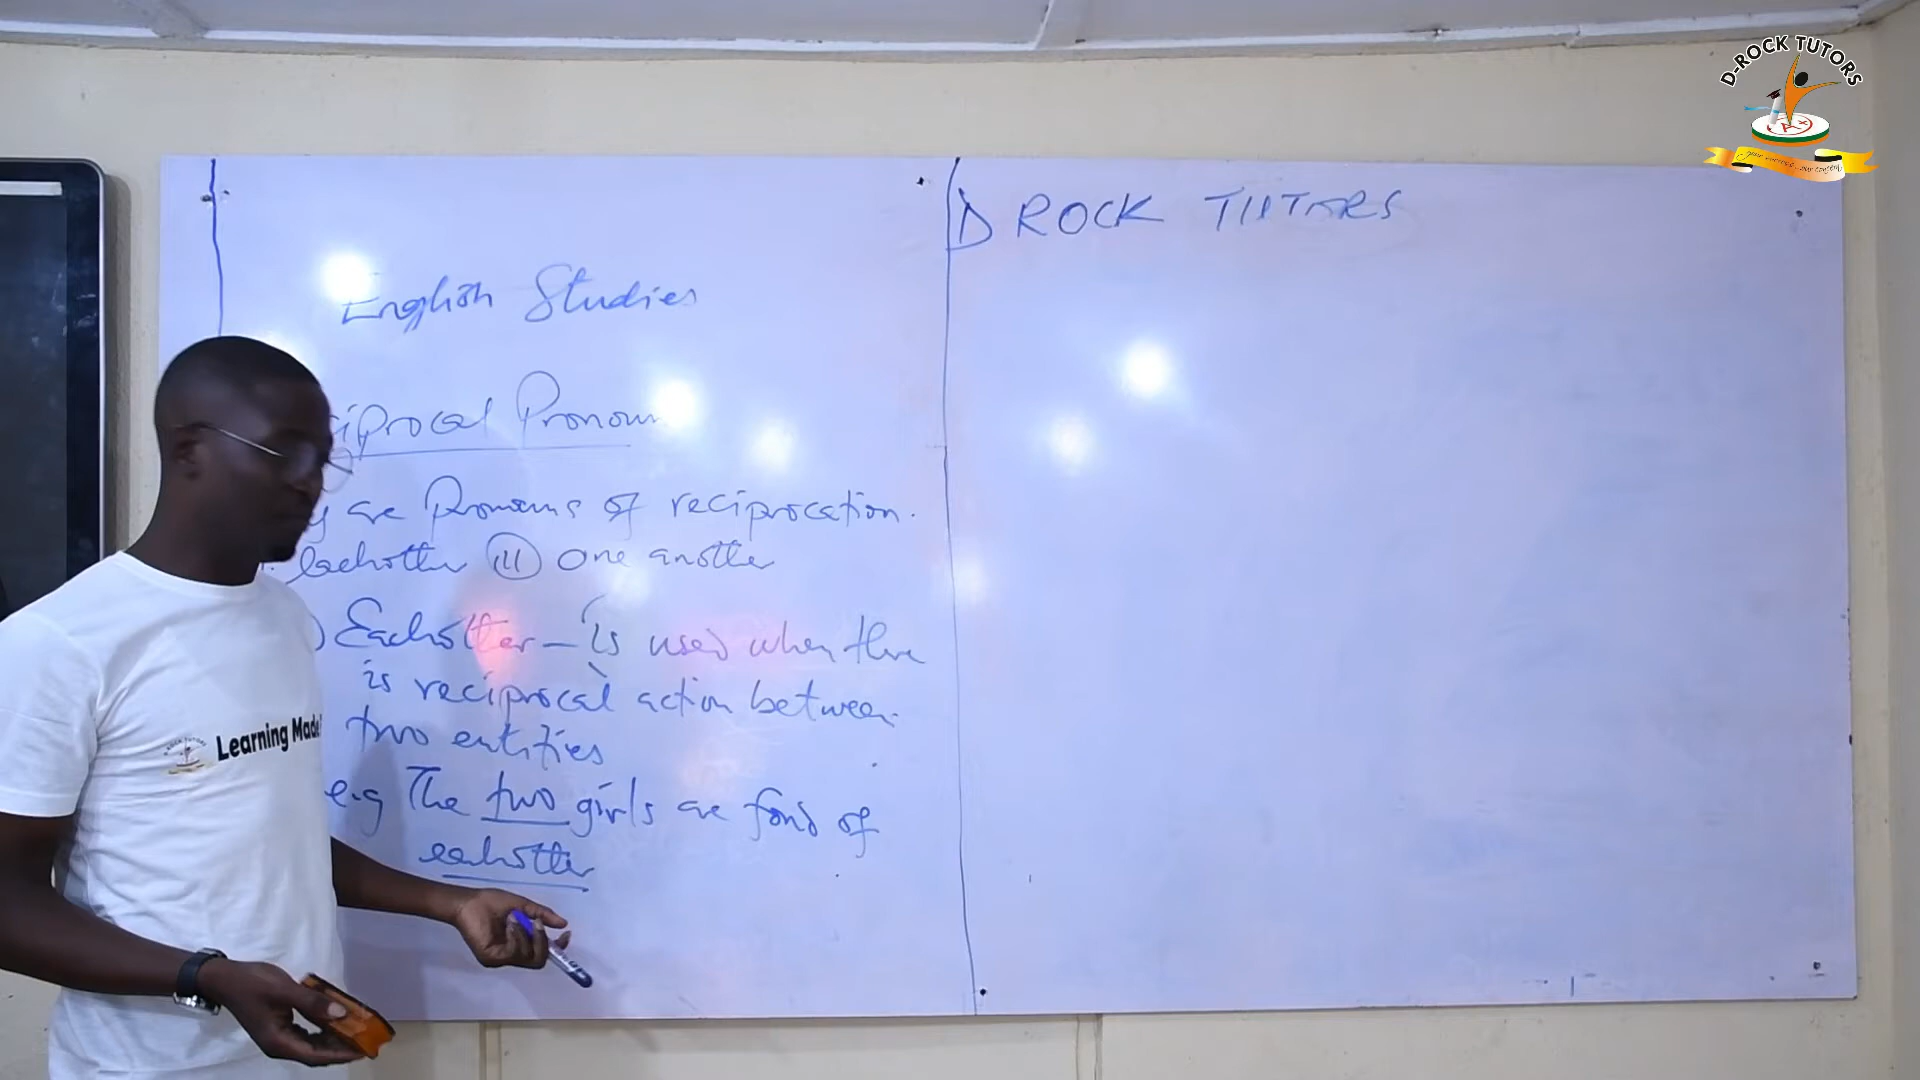 D-ROCK TUTORS
D ROCK TUTORS
English Studies
iprocal Pronoun
y are Pronouns of reciprocation.
Eachother (ii) One another
) Eachother – is used when there
is reciprocal action between
two entities
e.g The two girls are fond of
eachother
Learning Made